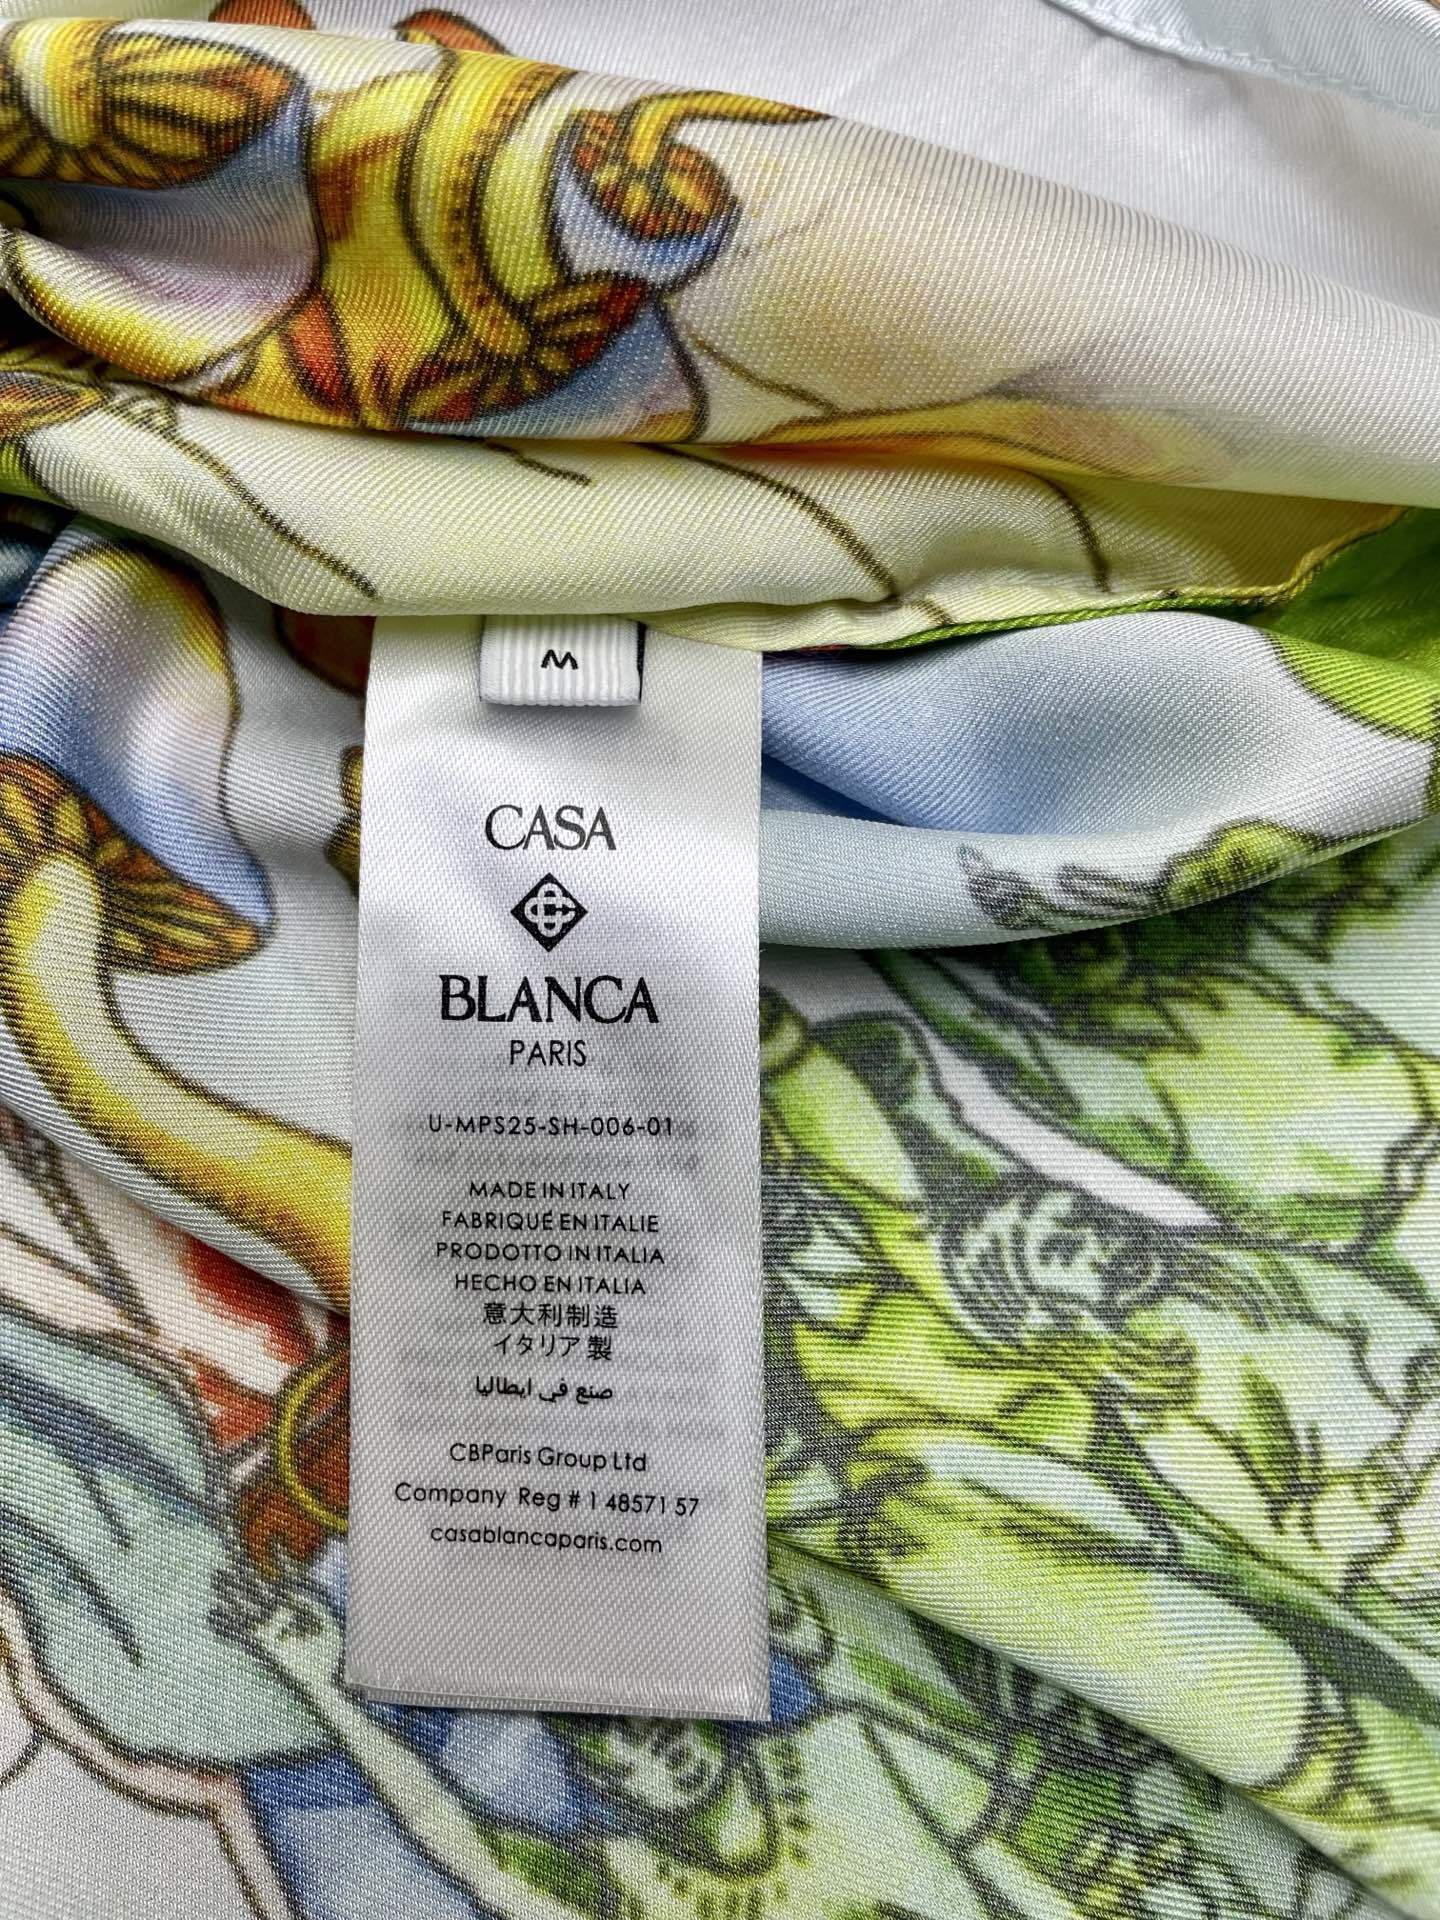 M
CASA
BLANCA
PARIS
U-MPS25-SH-006-01
MADE IN ITALY
FABRIQUÉ EN ITALIE
PRODOTTO IN ITALIA
HECHO EN ITALIA
意大利制造
イタリア製
صنع في ايطاليا
CBParis Group Ltd
Company Reg # 1 48571 57
casablancaparis.com